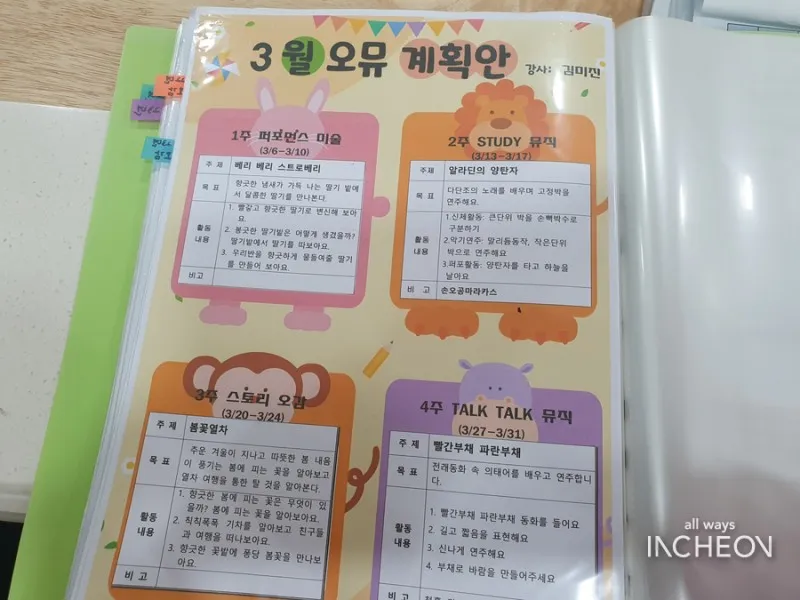 3월 오뮤 계획안
강사: 김미진
1주 퍼포먼스 미술
(3/6-3/10)
주 제 베리 베리 스트로베리
목 표 향긋한 냄새가 가득 나는 딸기 밭에
서 달콤한 딸기를 만나본다.
활동
내용
1. 빨갛고 향긋한 딸기로 변신해 보아
요.
2. 봉긋한 딸기밭은 어떻게 생겼을까?
딸기밭에서 딸기를 따보아요.
3. 우리반을 향긋하게 물들여줄 딸기
를 만들어 보아요.
비고
2주 STUDY 뮤직
(3/13-3/17)
주제 알라딘의 양탄자
목 표 다단조의 노래를 배우며 고정박을
연주해요.
활동
내용
1.신체활동: 큰단위 박을 손뼉박수로
구분하기
2.악기연주: 말리듬동작, 작은단위
박으로 연주해요
3.퍼포활동: 양탄자를 타고 하늘을
날아요
비 고 손오공마라카스
3주 스토리 오감
(3/20-3/24)
주 제 봄꽃열차
목 표 추운 겨울이 지나고 따뜻한 봄 내음
이 풍기는 봄에 피는 꽃을 알아보고
열차 여행을 통한 탈 것을 알아본다.
활동
내용
1. 향긋한 봄에 피는 꽃은 무엇이 있
을까? 봄에 피는 꽃을 알아보아요.
2. 칙칙폭폭 기차를 알아보고 친구들
과 여행을 떠나보아요.
3. 향긋한 꽃밭에 퐁당 봄꽃을 만나보
아요.
비 고
4주 TALK TALK 뮤직
(3/27-3/31)
주 제 빨간부채 파란부채
목 표 전래동화 속 의태어를 배우고 연주합니
다.
활동
내용
1. 빨간부채 파란부채 동화를 들어요
2. 길고 짧음을 표현해요
3. 신나게 연주해요
4. 부채로 바람을 만들어주세요
비 고
all ways
INCHEON